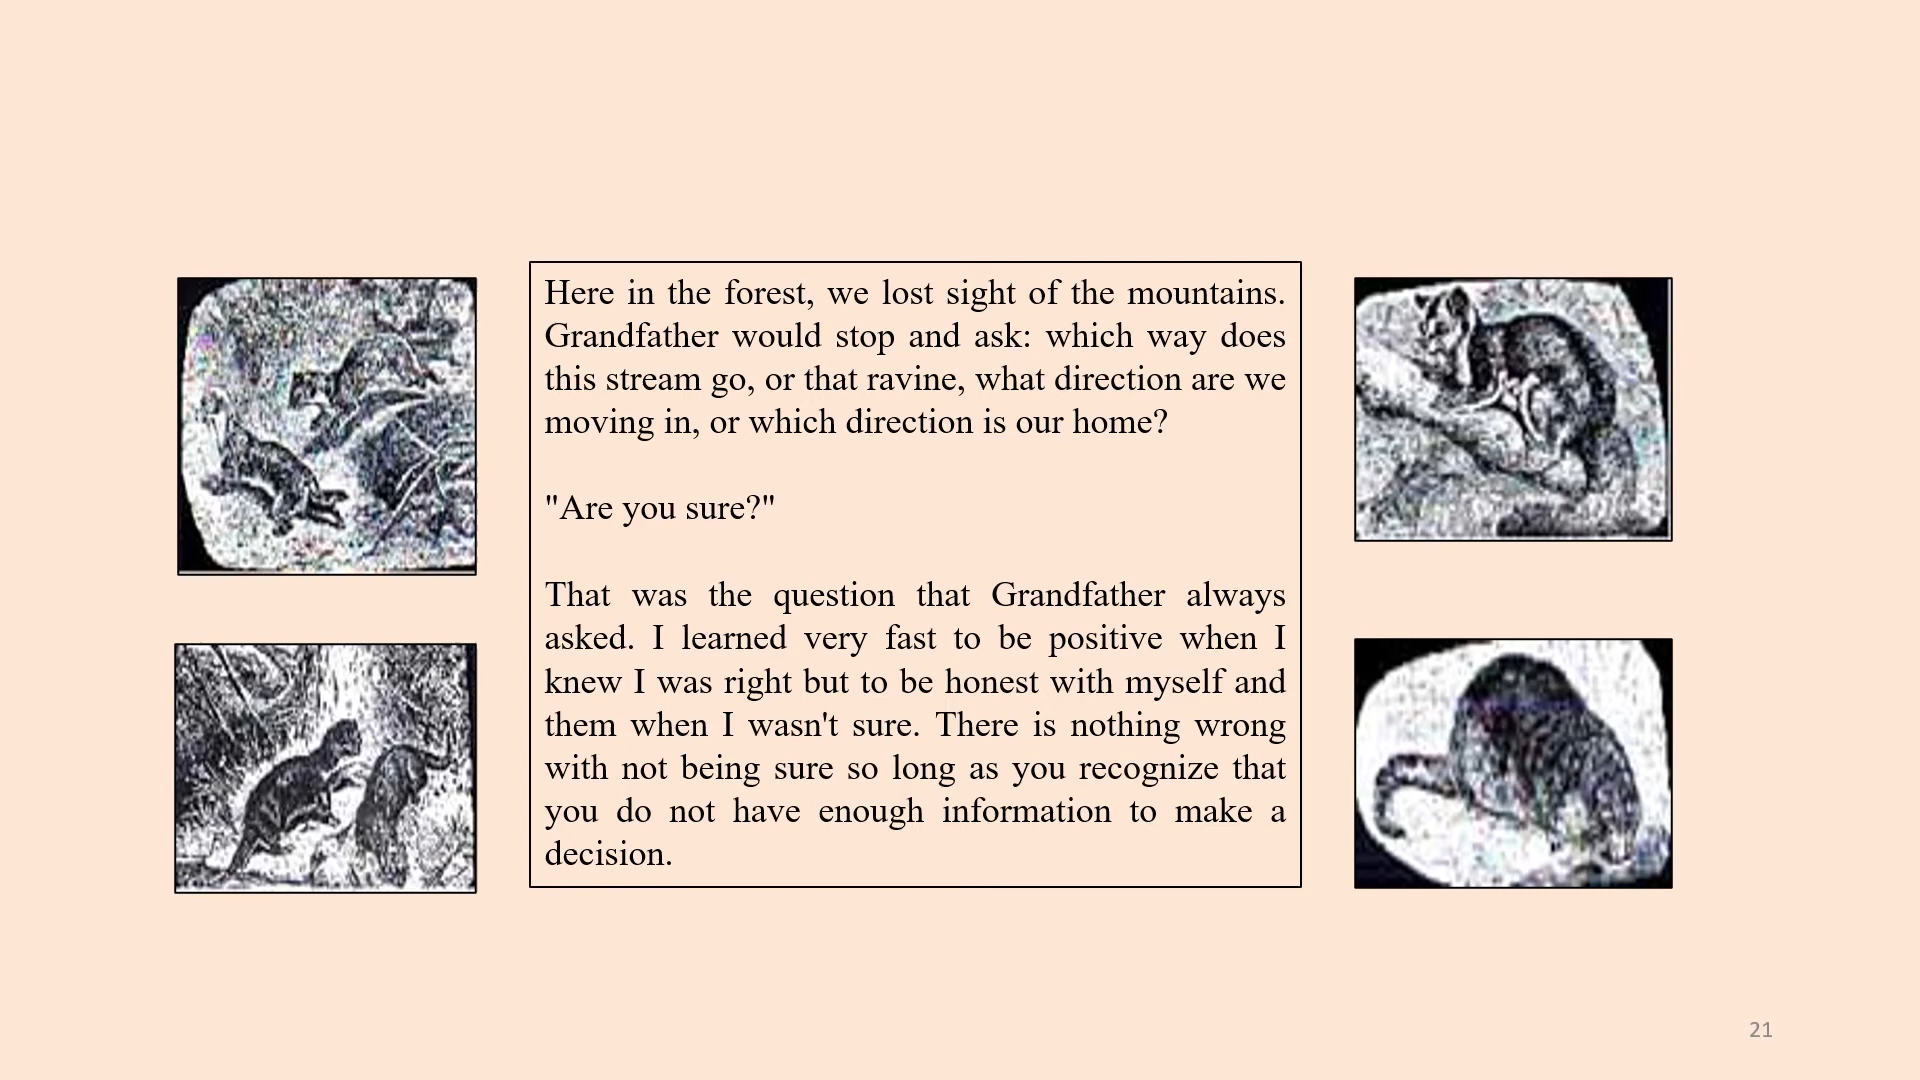 Here in the forest, we lost sight of the mountains.
Grandfather would stop and ask: which way does
this stream go, or that ravine, what direction are we
moving in, or which direction is our home?
"Are you sure?"
That was the question that Grandfather always
asked. I learned very fast to be positive when I
knew I was right but to be honest with myself and
them when I wasn't sure. There is nothing wrong
with not being sure so long as you recognize that
you do not have enough information to make a
decision.
21